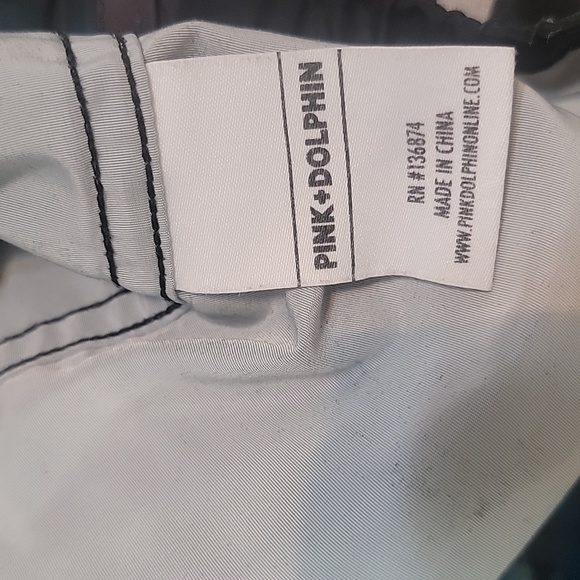 PINK+DOLPHIN
RN #136874
MADE IN CHINA
WWW.PINKDOLPHINONLINE.COM